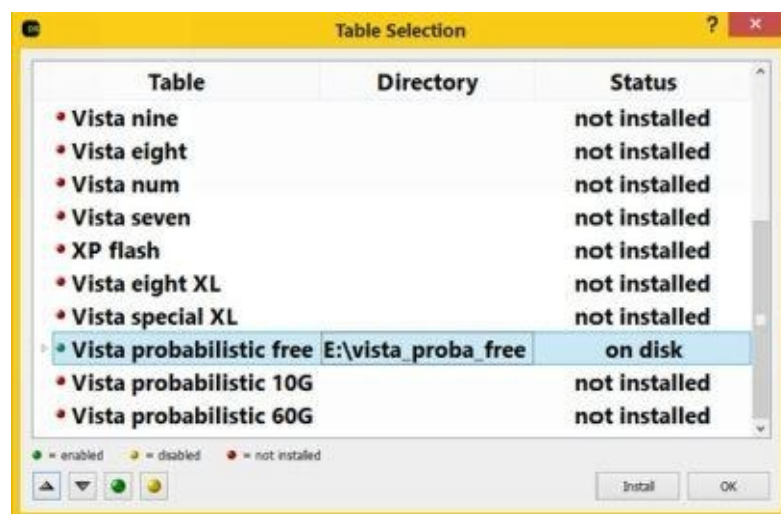 Table Selection ?
Table Directory Status
Vista nine not installed
Vista eight not installed
Vista num not installed
Vista seven not installed
XP flash not installed
Vista eight XL not installed
Vista special XL not installed
Vista probabilistic free E:\vista_proba_free on disk
Vista probabilistic 10G not installed
Vista probabilistic 60G not installed
= enabled = disabled = not installed
Install OK